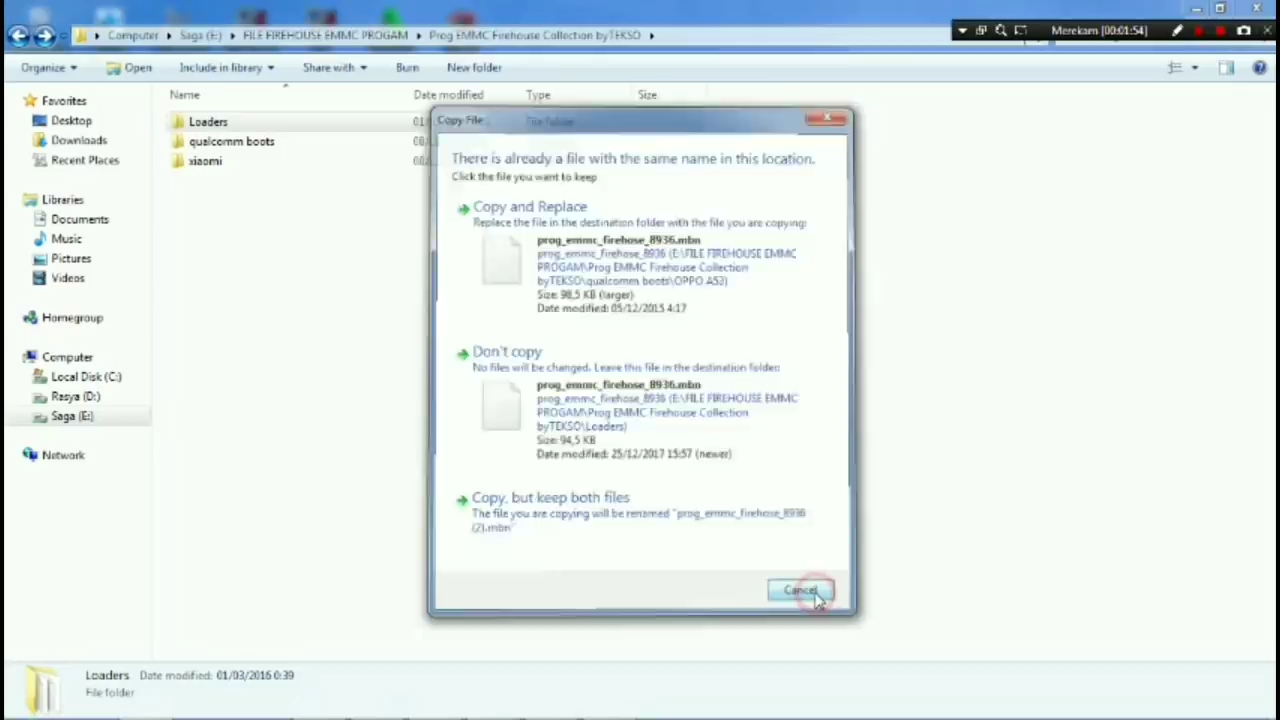 Computer Saga (E:) FILE FIREHOUSE EMMC PROGAM Prog EMMC Firehouse Collection byTEKSO
Merekam [00:01:54]
Organize Open Include in library Share with Burn New folder
Name Date modified Type Size
Favorites
Desktop
Downloads
Recent Places
Libraries
Documents
Music
Pictures
Videos
Homegroup
Computer
Local Disk (C:)
Rasya (D:)
Saga (E:)
Network
Loaders
qualcomm boots
xiaomi
Copy File
There is already a file with the same name in this location.
Click the file you want to keep
Copy and Replace
Replace the file in the destination folder with the file you are copying:
prog_emmc_firehose_8936.mbn
prog_emmc_firehose_8936 (E:\FILE FIREHOUSE EMMC
PROGAM\Prog EMMC Firehouse Collection
byTEKSO\qualcomm boots\OPPO A53)
Size: 98,5 KB (larger)
Date modified: 05/12/2015 4:17
Don't copy
No files will be changed. Leave this file in the destination folder:
prog_emmc_firehose_8936.mbn
prog_emmc_firehose_8936 (E:\FILE FIREHOUSE EMMC
PROGAM\Prog EMMC Firehouse Collection
byTEKSO\Loaders)
Size: 94,5 KB
Date modified: 25/12/2017 15:57 (newer)
Copy, but keep both files
The file you are copying will be renamed "prog_emmc_firehose_8936
(2).mbn"
Cancel
Loaders Date modified: 01/03/2016 0:39
File folder